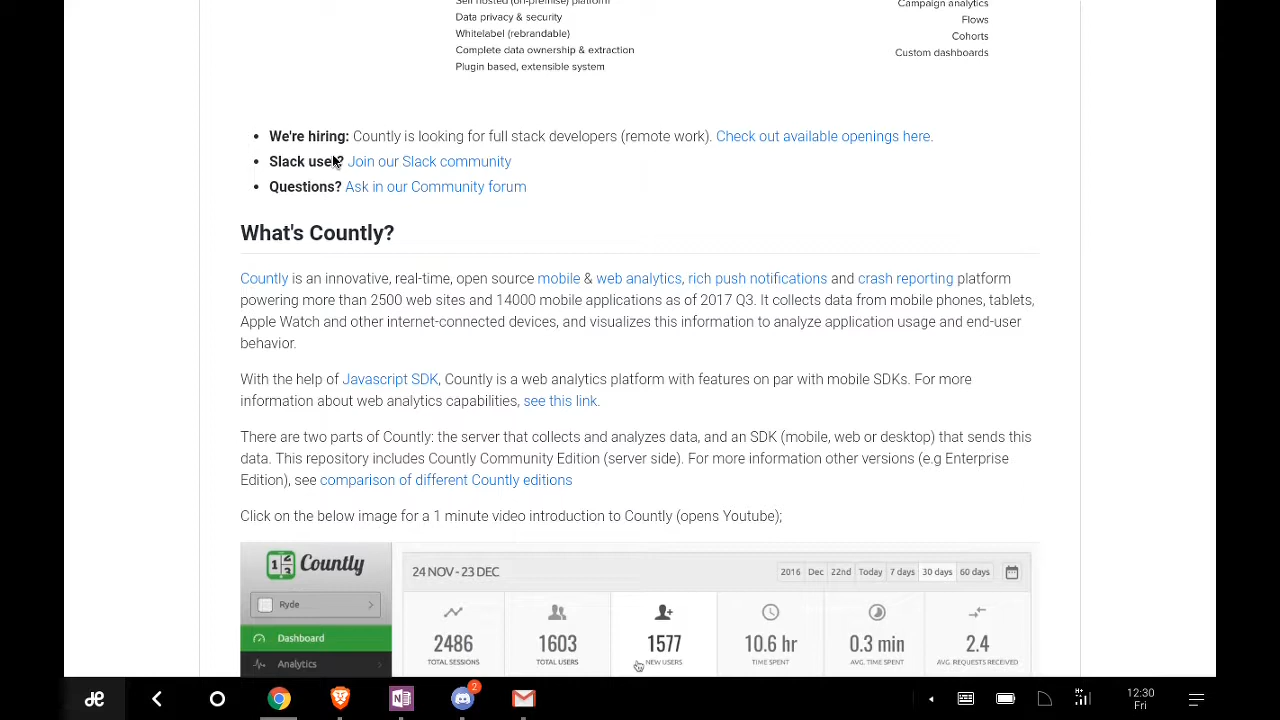 Self hosted (on-premise) platform
Data privacy & security
Whitelabel (rebrandable)
Complete data ownership & extraction
Plugin based, extensible system
Campaign analytics
Flows
Cohorts
Custom dashboards
We're hiring: Countly is looking for full stack developers (remote work). Check out available openings here.
Slack user? Join our Slack community
Questions? Ask in our Community forum
What's Countly?
Countly is an innovative, real-time, open source mobile & web analytics, rich push notifications and crash reporting platform
powering more than 2500 web sites and 14000 mobile applications as of 2017 Q3. It collects data from mobile phones, tablets,
Apple Watch and other internet-connected devices, and visualizes this information to analyze application usage and end-user
behavior.
With the help of Javascript SDK, Countly is a web analytics platform with features on par with mobile SDKs. For more
information about web analytics capabilities, see this link.
There are two parts of Countly: the server that collects and analyzes data, and an SDK (mobile, web or desktop) that sends this
data. This repository includes Countly Community Edition (server side). For more information other versions (e.g Enterprise
Edition), see comparison of different Countly editions
Click on the below image for a 1 minute video introduction to Countly (opens Youtube);
Countly
24 NOV - 23 DEC
2016 Dec 22nd Today 7 days 30 days 60 days
Ryde
Dashboard
Analytics
2486 1603 1577 10.6 hr 0.3 min 2.4
TOTAL SESSIONS TOTAL USERS NEW USERS TIME SPENT AVG. TIME SPENT AVG. REQUESTS RECEIVED
2
12:30
Fri